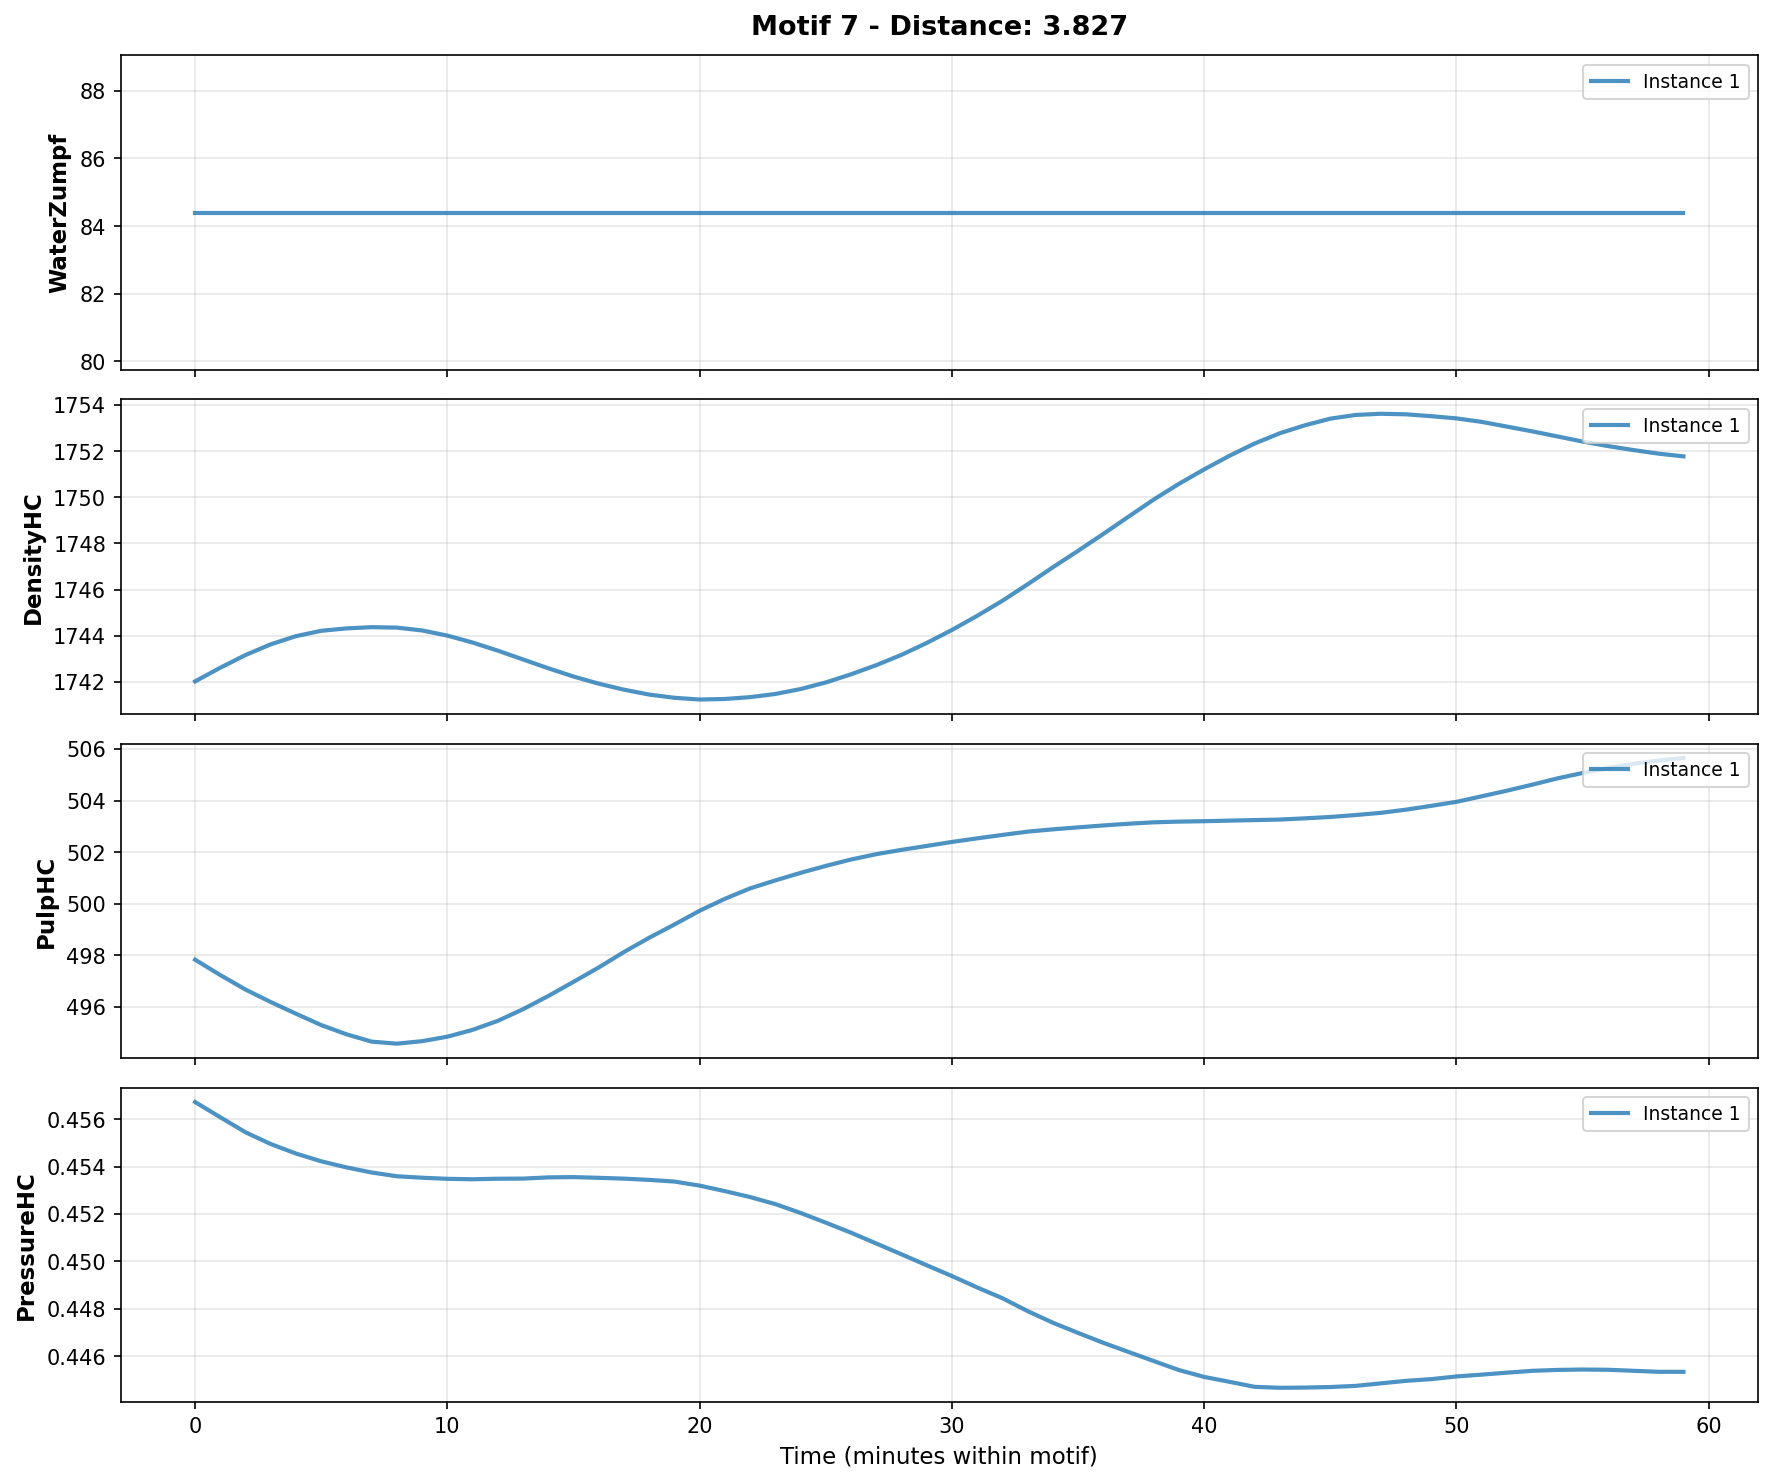 Motif 7 - Distance: 3.827
WaterZumpf
88
86
84
82
80
Instance 1
DensityHC
1754
1752
1750
1748
1746
1744
1742
Instance 1
PulpHC
506
504
502
500
498
496
Instance 1
PressureHC
0.456
0.454
0.452
0.450
0.448
0.446
Instance 1
0 10 20 30 40 50 60
Time (minutes within motif)